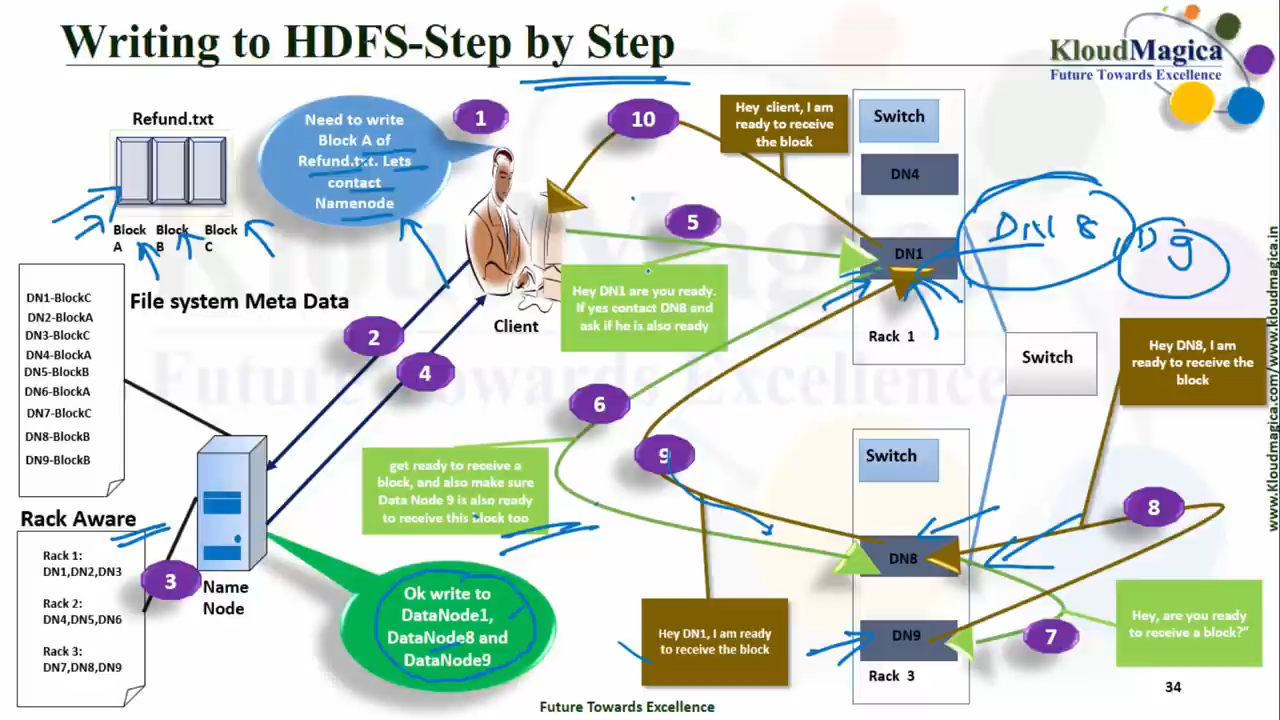 Writing to HDFS-Step by Step
KloudMagica
Future Towards Excellence
Refund.txt
Block
A
Block
B
Block
C
Need to write
Block A of
Refund.txt. Lets
contact
Namenode
1
10
Hey client, I am
ready to receive
the block
Switch
DN4
DN1
Rack 1
DN 8, D 9
5
Hey DN1 are you ready.
If yes contact DN8 and
ask if he is also ready
Client
File system Meta Data
DN1-BlockC
DN2-BlockA
DN3-BlockC
DN4-BlockA
DN5-BlockB
DN6-BlockA
DN7-BlockC
DN8-BlockB
DN9-BlockB
2
4
Switch
Hey DN8, I am
ready to receive the
block
6
9
get ready to receive a
block, and also make sure
Data Node 9 is also ready
to receive this block too
Switch
DN8
DN9
Rack 3
8
7
Hey, are you ready
to receive a block?"
Rack Aware
Rack 1:
DN1,DN2,DN3
Rack 2:
DN4,DN5,DN6
Rack 3:
DN7,DN8,DN9
3
Name
Node
Ok write to
DataNode1,
DataNode8 and
DataNode9
Hey DN1, I am ready
to receive the block
34
Future Towards Excellence
www.kloudmagica.com/www.kloudmagica.in
KloudMagica
Future Towards Excellence